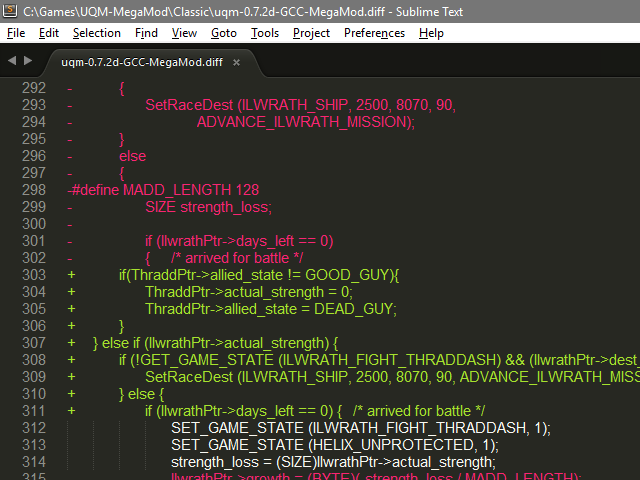 C:\Games\UQM-MegaMod\Classic\uqm-0.7.2d-GCC-MegaMod.diff - Sublime Text
File Edit Selection Find View Goto Tools Project Preferences Help
uqm-0.7.2d-GCC-MegaMod.diff ×
292 - {
293 - SetRaceDest (ILWRATH_SHIP, 2500, 8070, 90,
294 - ADVANCE_ILWRATH_MISSION);
295 - }
296 - else
297 - {
298 -#define MADD_LENGTH 128
299 - SIZE strength_loss;
300 -
301 - if (IlwrathPtr->days_left == 0)
302 - { /* arrived for battle */
303 + if(ThraddPtr->allied_state != GOOD_GUY){
304 + ThraddPtr->actual_strength = 0;
305 + ThraddPtr->allied_state = DEAD_GUY;
306 + }
307 + } else if (IlwrathPtr->actual_strength) {
308 + if (!GET_GAME_STATE (ILWRATH_FIGHT_THRADDASH) && (IlwrathPtr->dest_
309 + SetRaceDest (ILWRATH_SHIP, 2500, 8070, 90, ADVANCE_ILWRATH_MISS
310 + } else {
311 + if (IlwrathPtr->days_left == 0) { /* arrived for battle */
312 SET_GAME_STATE (ILWRATH_FIGHT_THRADDASH, 1);
313 SET_GAME_STATE (HELIX_UNPROTECTED, 1);
314 strength_loss = (SIZE)IlwrathPtr->actual_strength;
315 IlwrathPtr->growth = (BYTE)( strength_loss / MADD_LENGTH);